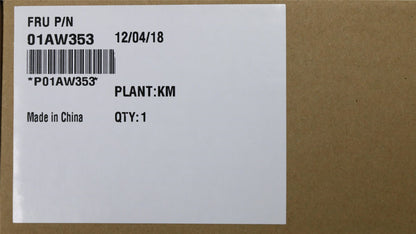 FRU P/N
01AW353 12/04/18
*P01AW353*
PLANT:KM
Made in China QTY:1